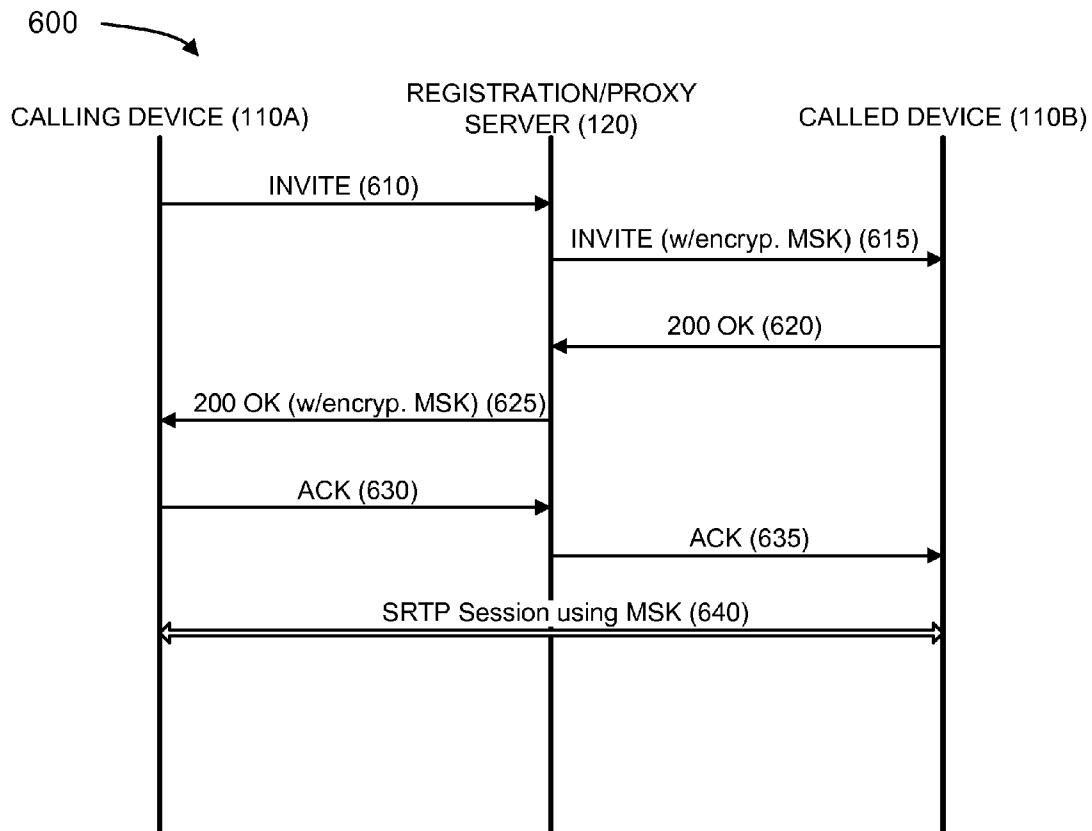 600
CALLING DEVICE (110A)
REGISTRATION/PROXY
SERVER (120)
CALLED DEVICE (110B)
INVITE (610)
INVITE (w/encryp. MSK) (615)
200 OK (620)
200 OK (w/encryp. MSK) (625)
ACK (630)
ACK (635)
SRTP Session using MSK (640)